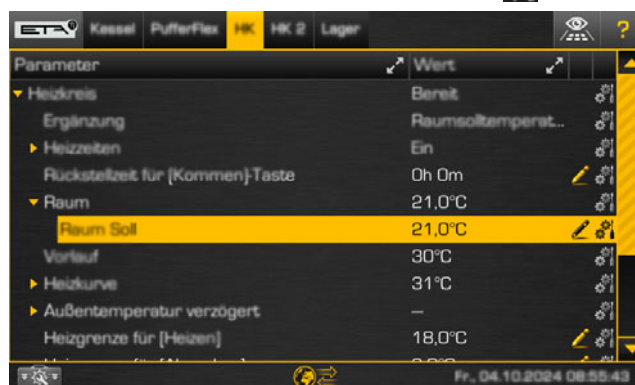 ETA Kessel PufferFlex HK HK 2 Lager ?
Parameter Wert
Heizkreis Bereit
Ergänzung Raumsolltemperat...
Heizzeiten Ein
Rückstellzeit für [Kommen]-Taste 0h 0m
Raum 21,0°C
Raum Soll 21,0°C
Vorlauf 30°C
Heizkurve 31°C
Außentemperatur verzögert –
Heizgrenze für [Heizen] 18,0°C
Fr., 04.10.2024 08:55:43